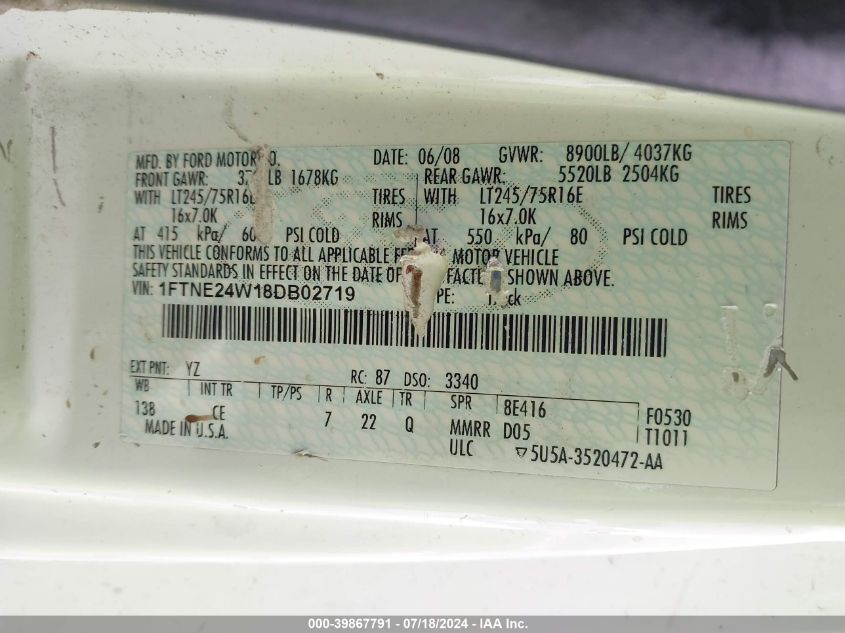 MFD. BY FORD MOTOR CO. DATE: 06/08 GVWR: 8900LB/ 4037KG
FRONT GAWR: LB 1678KG REAR GAWR: 5520LB 2504KG
WITH LT245/75R16E TIRES WITH LT245/75R16E TIRES
16x7.0K RIMS 16x7.0K RIMS
AT 415 kPa/ 60 PSI COLD AT 550 kPa/ 80 PSI COLD
THIS VEHICLE CONFORMS TO ALL APPLICABLE MOTOR VEHICLE
SAFETY STANDARDS IN EFFECT ON THE DATE OF SHOWN ABOVE.
VIN: 1FTNE24W18DB02719
EXT PNT: YZ RC: 87 DSO: 3340
WB INT TR TP/PS R AXLE TR SPR 8E416 F0530
138 CE 7 22 Q MMRR D05 T1011
MADE IN U.S.A. ULC ▽5U5A-3520472-AA
000-39867791 - 07/18/2024 - IAA Inc.